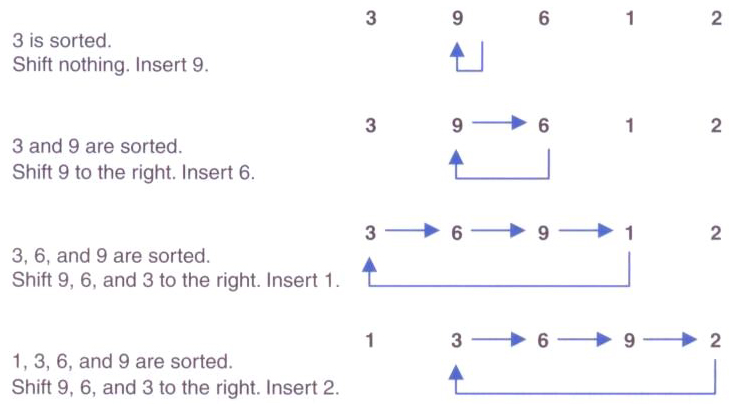 3 9 6 1 2
3 is sorted.
Shift nothing. Insert 9.
3 9 6 1 2
3 and 9 are sorted.
Shift 9 to the right. Insert 6.
3 6 9 1 2
3, 6, and 9 are sorted.
Shift 9, 6, and 3 to the right. Insert 1.
1 3 6 9 2
1, 3, 6, and 9 are sorted.
Shift 9, 6, and 3 to the right. Insert 2.